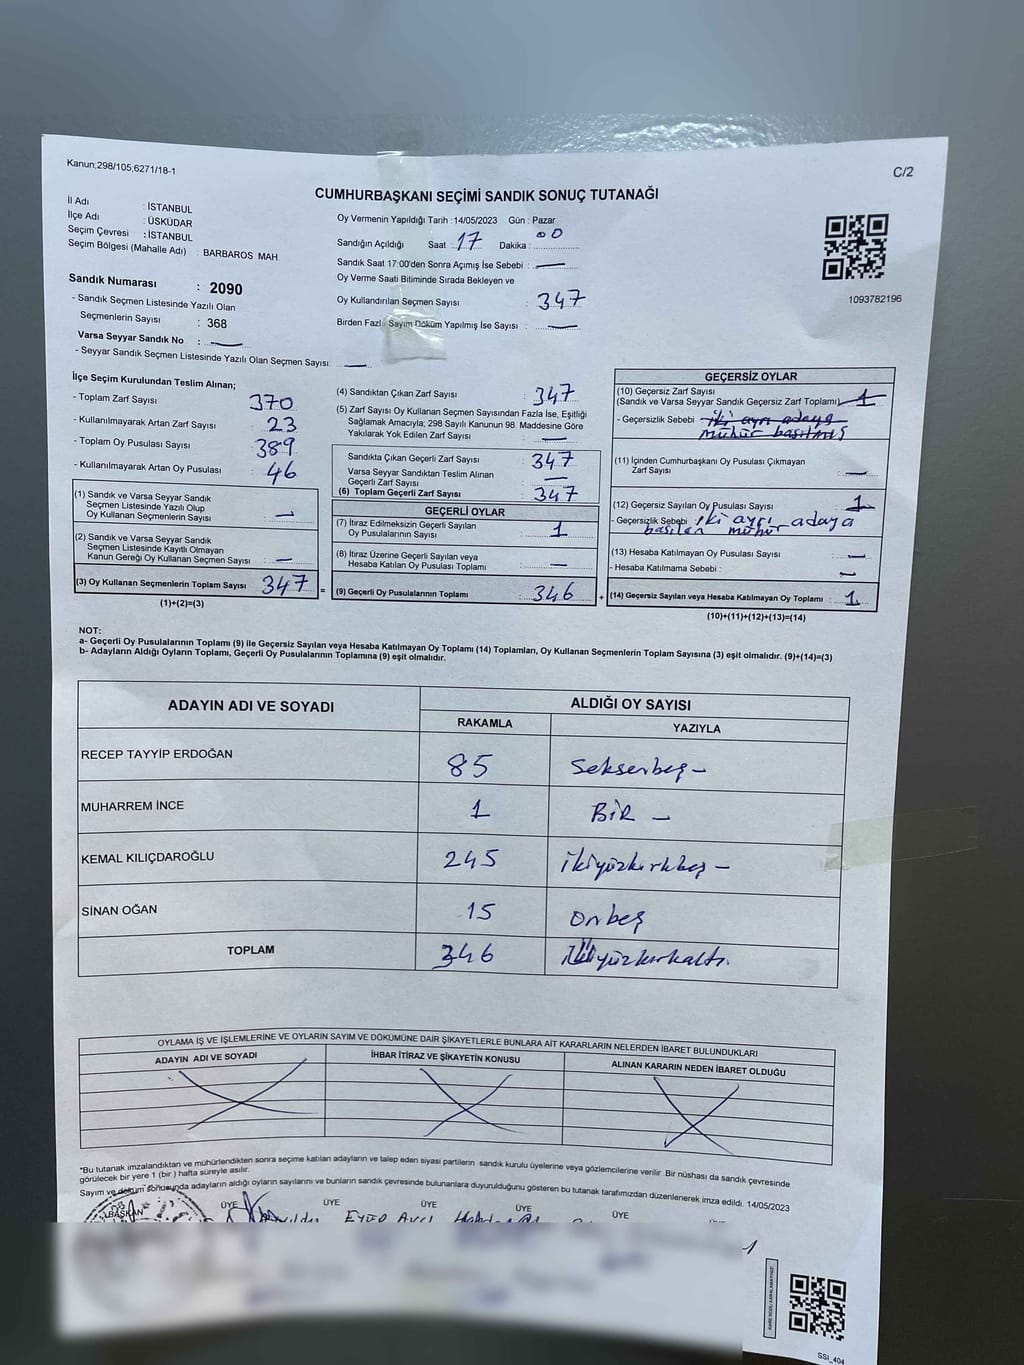 Kanun;298/105;6271/18-1
C/2
CUMHURBAŞKANI SEÇİMİ SANDIK SONUÇ TUTANAĞI
İl Adı : İSTANBUL
İlçe Adı : ÜSKÜDAR
Seçim Çevresi : İSTANBUL
Seçim Bölgesi (Mahalle Adı) : BARBAROS MAH.
Sandık Numarası : 2090
- Sandık Seçmen Listesinde Yazılı Olan
Seçmenlerin Sayısı : 368
Varsa Seyyar Sandık No :
- Seyyar Sandık Seçmen Listesinde Yazılı Olan Seçmen Sayısı:
Oy Vermenin Yapıldığı Tarih : 14/05/2023 Gün : Pazar
Sandığın Açıldığı Saat : 17 Dakika : 00
Sandık Saat 17:00'den Sonra Açımış İse Sebebi :
Oy Verme Saati Bitiminde Sırada Bekleyen ve
Oy Kullandırılan Seçmen Sayısı : 347
Birden Fazl Sayım Döküm Yapılmış İse Sayısı :
1093782196
İlçe Seçim Kurulundan Teslim Alınan;
- Toplam Zarf Sayısı 370
- Kullanılmayarak Artan Zarf Sayısı 23
- Toplam Oy Pusulası Sayısı 389
- Kullanılmayarak Artan Oy Pusulası 46
(1) Sandık ve Varsa Seyyar Sandık
Seçmen Listesinde Yazılı Olup
Oy Kullanan Seçmenlerin Sayısı :
(2) Sandık ve Varsa Seyyar Sandık
Seçmen Listesinde Kayıtlı Olmayan
Kanun Gereği Oy Kullanan Seçmen Sayısı :
(3) Oy Kullanan Seçmenlerin Toplam Sayısı 347 =
(1)+(2)=(3)
(4) Sandıktan Çıkan Zarf Sayısı : 347
(5) Zarf Sayısı Oy Kullanan Seçmen Sayısından Fazla İse, Eşitliği
Sağlamak Amacıyla; 298 Sayılı Kanunun 98. Maddesine Göre
Yakılarak Yok Edilen Zarf Sayısı :
Sandıkta Çıkan Geçerli Zarf Sayısı : 347
Varsa Seyyar Sandıktan Teslim Alınan
Geçerli Zarf Sayısı :
(6) Toplam Geçerli Zarf Sayısı : 347
GEÇERLİ OYLAR
(7) İtiraz Edilmeksizin Geçerli Sayılan
Oy Pusulalarının Sayısı : 1
(8) İtiraz Üzerine Geçerli Sayılan veya
Hesaba Katılan Oy Pusulası Toplamı :
(9) Geçerli Oy Pusulalarının Toplamı : 346 +
GEÇERSİZ OYLAR
(10) Geçersiz Zarf Sayısı
(Sandık ve Varsa Seyyar Sandık Geçersiz Zarf Toplamı) 1
- Geçersizlik Sebebi : iki ayrı adaya
mühür basılmış
(11) İçinden Cumhurbaşkanı Oy Pusulası Çıkmayan
Zarf Sayısı :
(12) Geçersiz Sayılan Oy Pusulası Sayısı : 1
- Geçersizlik Sebebi : iki ayrı adaya
basılan mühür
(13) Hesaba Katılmayan Oy Pusulası Sayısı :
- Hesaba Katılmama Sebebi :
(14) Geçersiz Sayılan veya Hesaba Katılmayan Oy Toplamı : 1
(10)+(11)+(12)+(13)=(14)
NOT:
a- Geçerli Oy Pusulalarının Toplamı (9) ile Geçersiz Sayılan veya Hesaba Katılmayan Oy Toplamı (14) Toplamları, Oy Kullanan Seçmenlerin Toplam Sayısına (3) eşit olmalıdır. (9)+(14)=(3)
b- Adayların Aldığı Oyların Toplamı, Geçerli Oy Pusulalarının Toplamına (9) eşit olmalıdır.
ADAYIN ADI VE SOYADI
ALDIĞI OY SAYISI
RAKAMLA YAZIYLA
RECEP TAYYİP ERDOĞAN 85 Seksenbeş
MUHARREM İNCE 1 BİR
KEMAL KILIÇDAROĞLU 245 ikiyüzkırkbeş
SİNAN OĞAN 15 onbeş
TOPLAM 346
OYLAMA İŞ VE İŞLEMLERİNE VE OYLARIN SAYIM VE DÖKÜMÜNE DAİR ŞİKAYETLERLE BUNLARA AİT KARARLARIN NELERDEN İBARET BULUNDUKLARI
ADAYIN ADI VE SOYADI İHBAR İTİRAZ VE ŞİKAYETİN KONUSU ALINAN KARARIN NEDEN İBARET OLDUĞU
*Bu tutanak imzalandıktan ve mühürlendikten sonra seçime katılan adayların ve talep eden siyasi partilerin sandık kurulu üyelerine veya gözlemcilerine verilir. Bir nüshası da sandık çevresinde
görülecek bir yere 1 (bir ) hafta süreyle asılır.
Sayım ve döküm sonucunda adayların aldığı oyların sayılarını ve bunların sandık çevresinde bulunanlara duyurulduğunu gösteren bu tutanak tarafımızdan düzenlenerek imza edildi. 14/05/2023
BAŞKAN ÜYE ÜYE ÜYE ÜYE ÜYE
SSİ_404